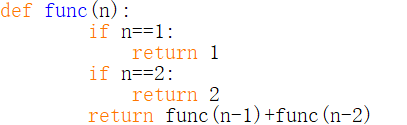 def func(n):
        if n==1:
            return 1
        if n==2:
            return 2
        return func(n-1)+func(n-2)